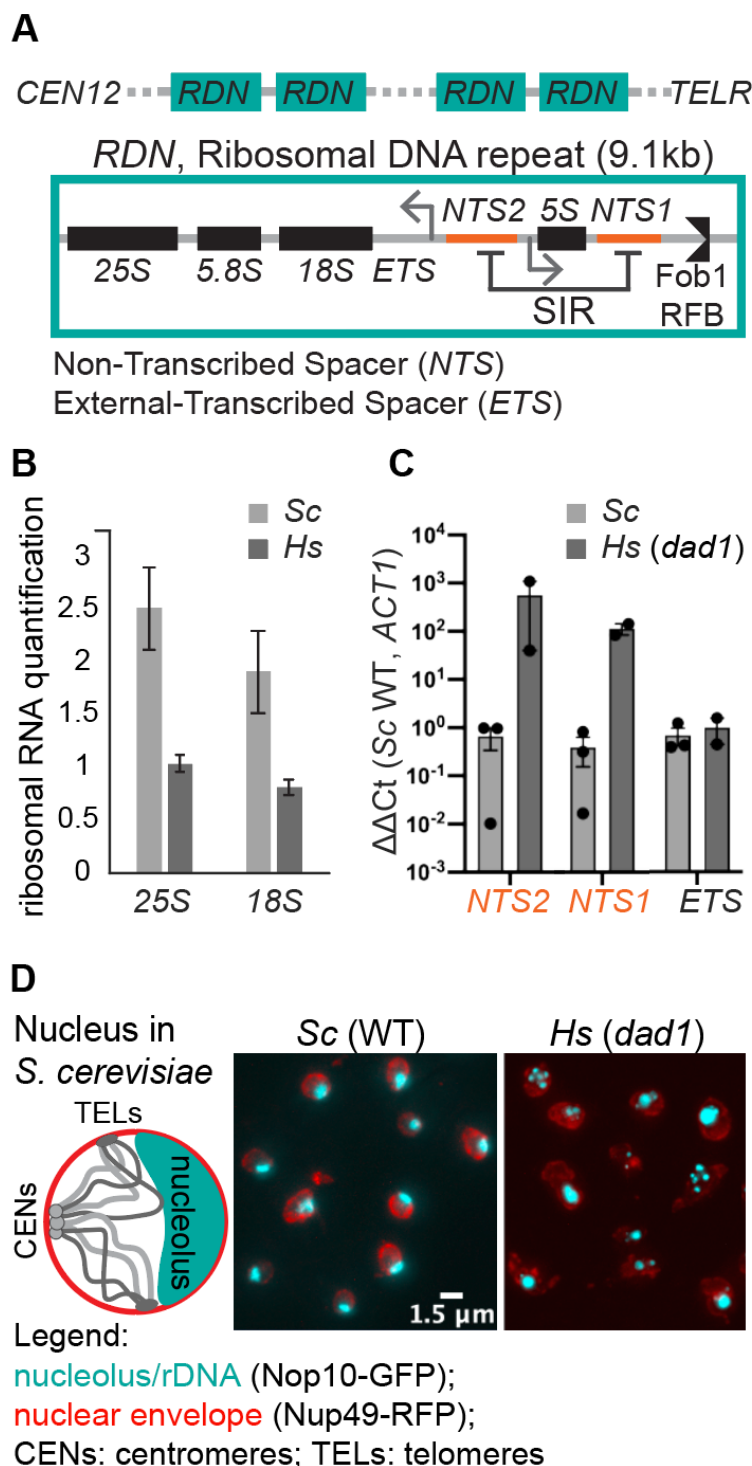 A
CEN12 RDN RDN RDN RDN TELR
RDN, Ribosomal DNA repeat (9.1kb)
NTS2 5S NTS1
25S 5.8S 18S ETS Fob1
SIR RFB
Non-Transcribed Spacer (NTS)
External-Transcribed Spacer (ETS)
B
ribosomal RNA quantification
Sc
Hs
3
2.5
2
1.5
1
0.5
0
25S 18S
C
ΔΔCt (Sc WT, ACT1)
Sc
Hs (dad1)
10⁴
10³
10²
10¹
10⁰
10⁻¹
10⁻²
10⁻³
NTS2 NTS1 ETS
D
Nucleus in
S. cerevisiae
TELs
CENs
nucleolus
Sc (WT)
Hs (dad1)
1.5 μm
Legend:
nucleolus/rDNA (Nop10-GFP);
nuclear envelope (Nup49-RFP);
CENs: centromeres; TELs: telomeres